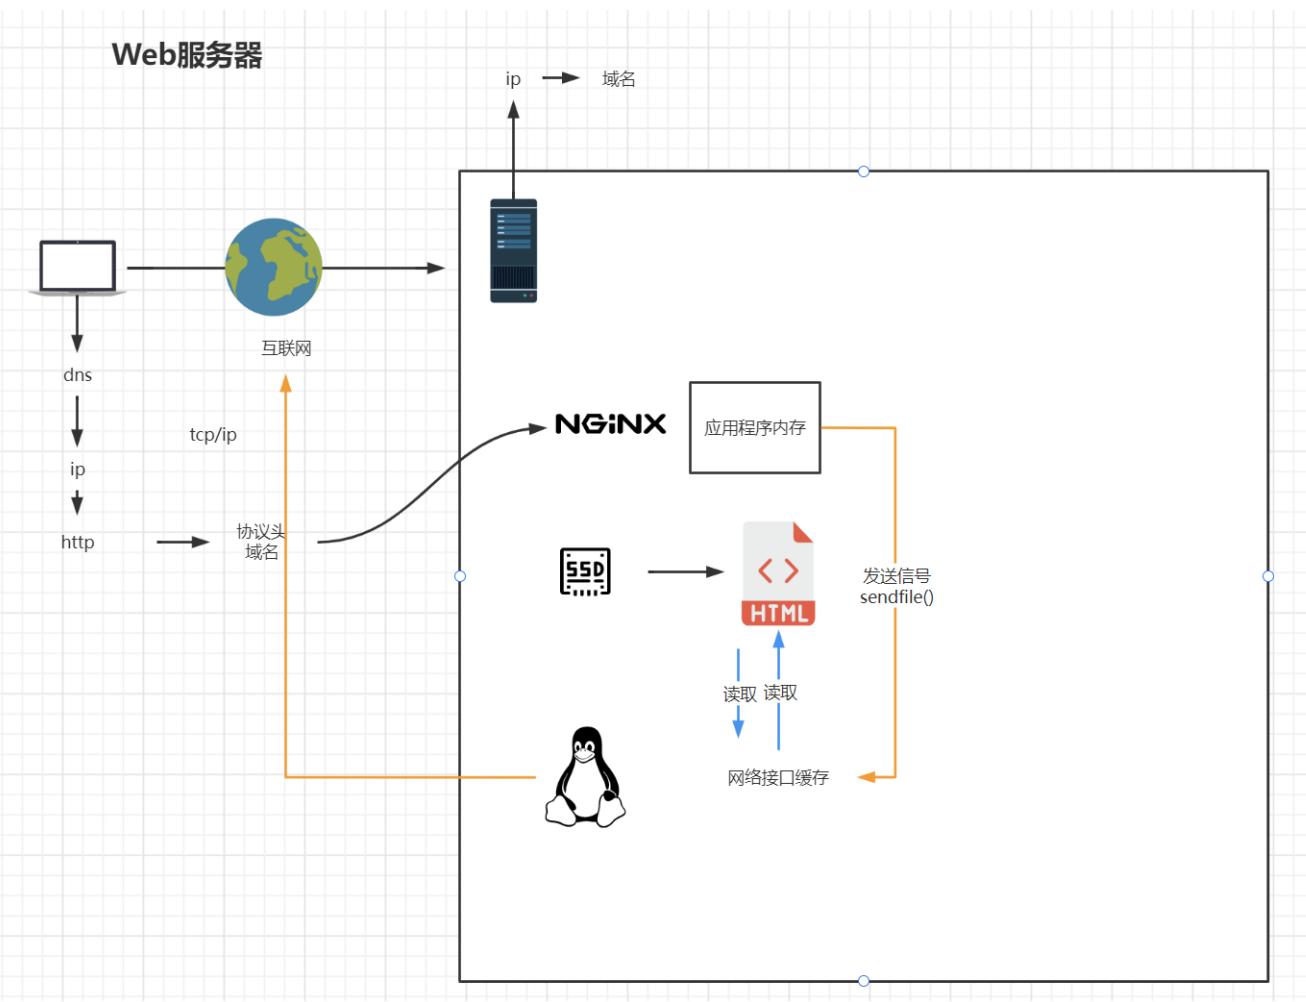 Web服务器
ip
域名
互联网
dns
tcp/ip
ip
http
协议头
域名
NGiNX
应用程序内存
SSD
HTML
发送信号
sendfile()
读取
读取
网络接口缓存